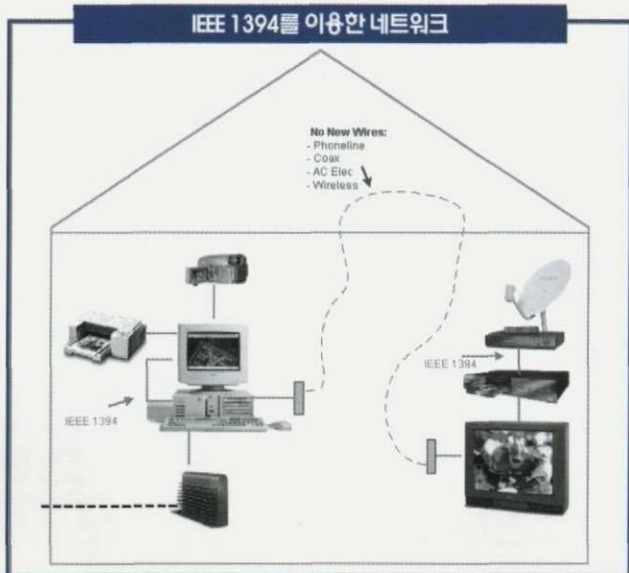 IEEE 1394를 이용한 네트워크
No New Wires:
- Phoneline
- Coax
- AC Elec
- Wireless
IEEE 1394
IEEE 1394